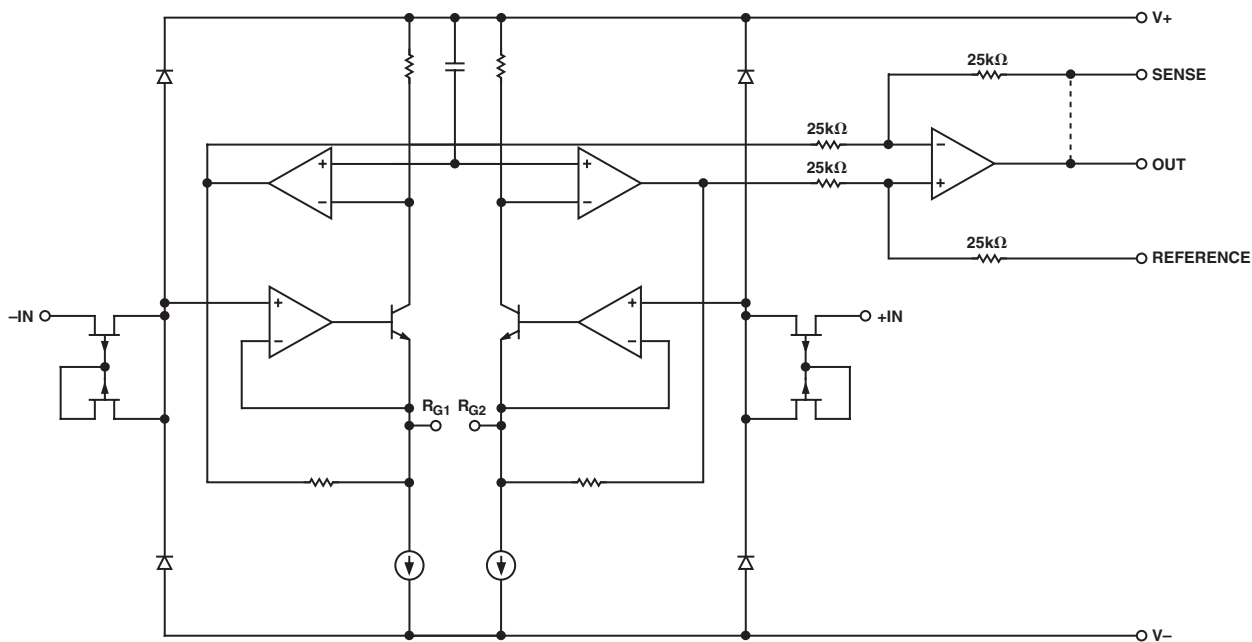 V+
25kΩ
SENSE
25kΩ
+
+
−
25kΩ
OUT
−
−
+
25kΩ
REFERENCE
+
+
−IN
+IN
−
−
RG1
RG2
V−